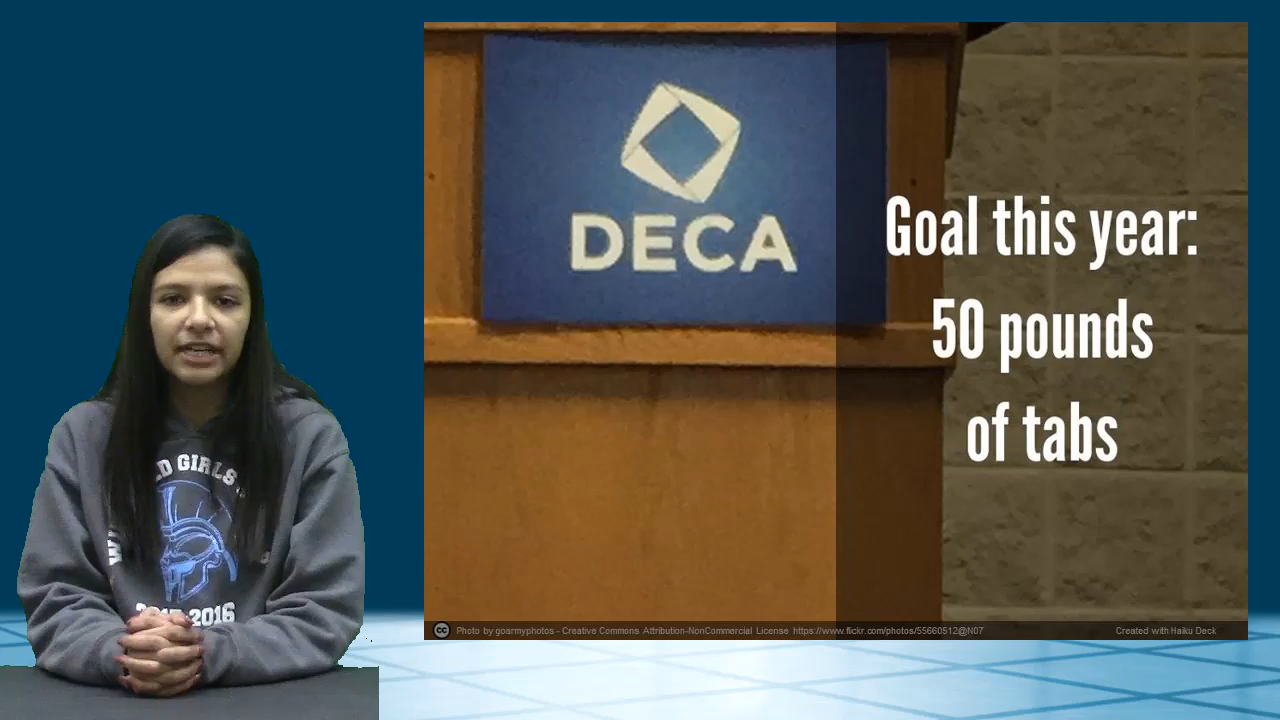 DECA
Goal this year:
50 pounds
of tabs
GIRLS
2016
Photo by goarmyphotos - Creative Commons Attribution-NonCommercial License https://www.flickr.com/photos/55660512@N07
Created with Haiku Deck